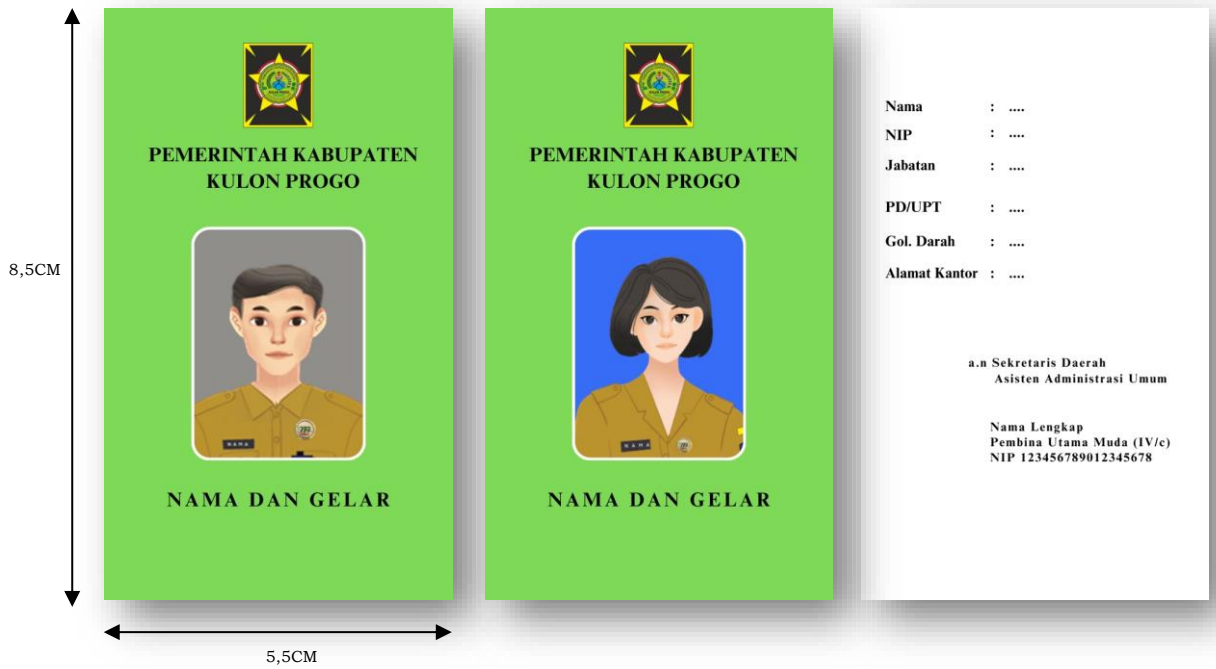 8,5CM
PEMERINTAH KABUPATEN
KULON PROGO
NAMA
NAMA DAN GELAR
5,5CM
PEMERINTAH KABUPATEN
KULON PROGO
NAMA
NAMA DAN GELAR
Nama : ....
NIP : ....
Jabatan : ....
PD/UPT : ....
Gol. Darah : ....
Alamat Kantor : ....
a.n Sekretaris Daerah
Asisten Administrasi Umum
Nama Lengkap
Pembina Utama Muda (IV/c)
NIP 123456789012345678